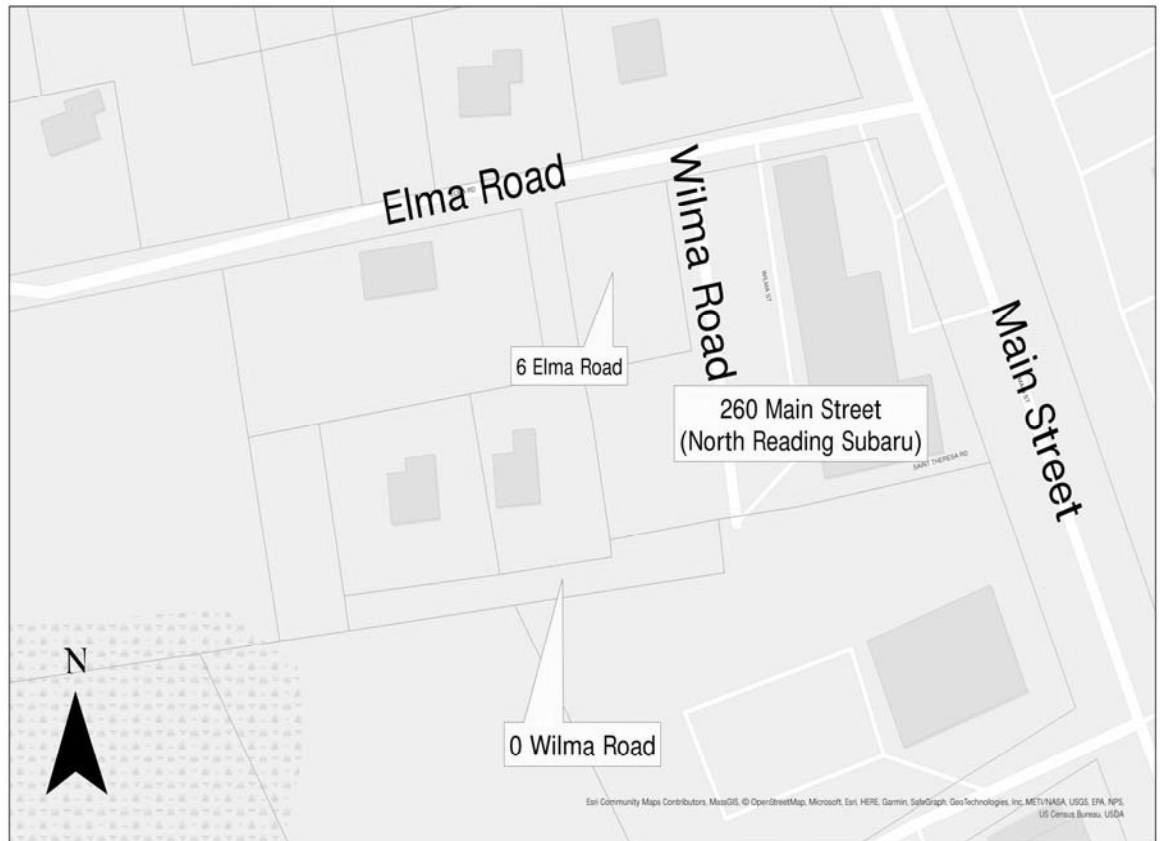 Elma Road
Wilma Road
WILMA ST
6 Elma Road
Main Street
260 Main Street
(North Reading Subaru)
SAINT THERESA RD
N
0 Wilma Road
Esri Community Maps Contributors, MassGIS, © OpenStreetMap, Microsoft, Esri, HERE, Garmin, SafeGraph, GeoTechnologies, Inc, METI/NASA, USGS, EPA, NPS,
US Census Bureau, USDA